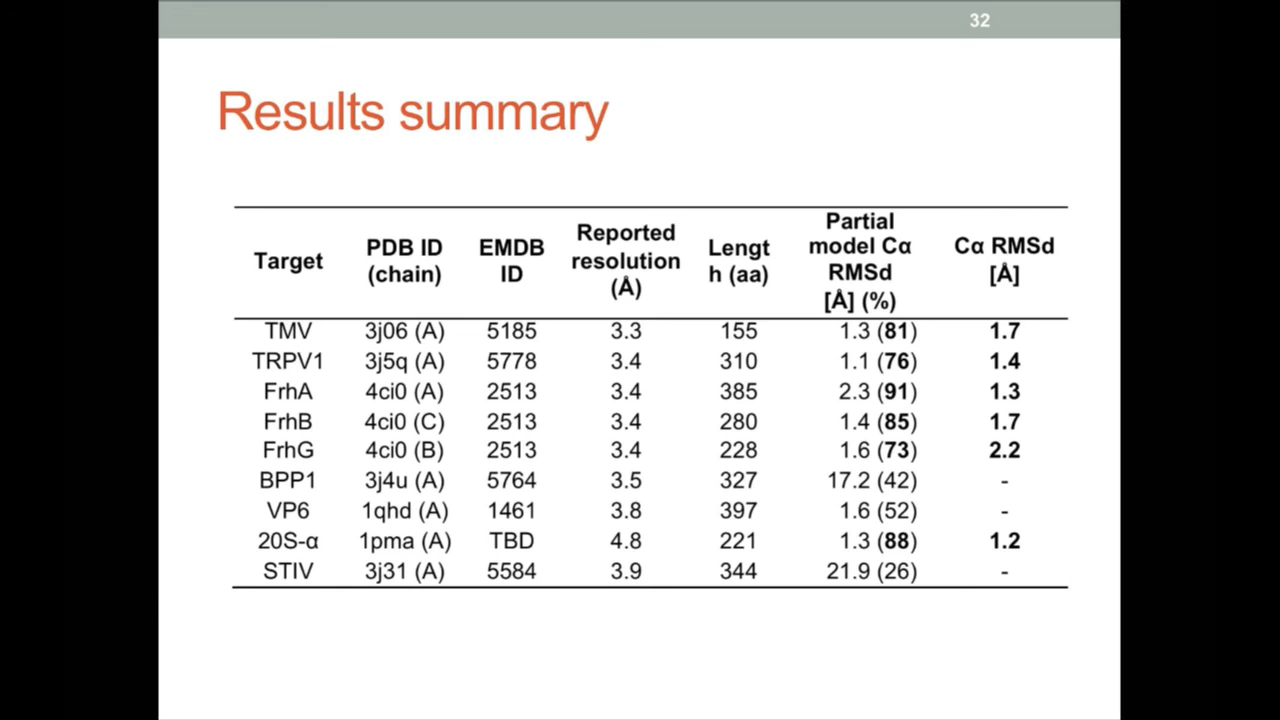 32
Results summary
Target PDB ID (chain) EMDB ID Reported resolution (Å) Lengt h (aa) Partial model Cα RMSd [Å] (%) Cα RMSd [Å]
TMV 3j06 (A) 5185 3.3 155 1.3 (81) 1.7
TRPV1 3j5q (A) 5778 3.4 310 1.1 (76) 1.4
FrhA 4ci0 (A) 2513 3.4 385 2.3 (91) 1.3
FrhB 4ci0 (C) 2513 3.4 280 1.4 (85) 1.7
FrhG 4ci0 (B) 2513 3.4 228 1.6 (73) 2.2
BPP1 3j4u (A) 5764 3.5 327 17.2 (42) -
VP6 1qhd (A) 1461 3.8 397 1.6 (52) -
20S-α 1pma (A) TBD 4.8 221 1.3 (88) 1.2
STIV 3j31 (A) 5584 3.9 344 21.9 (26) -